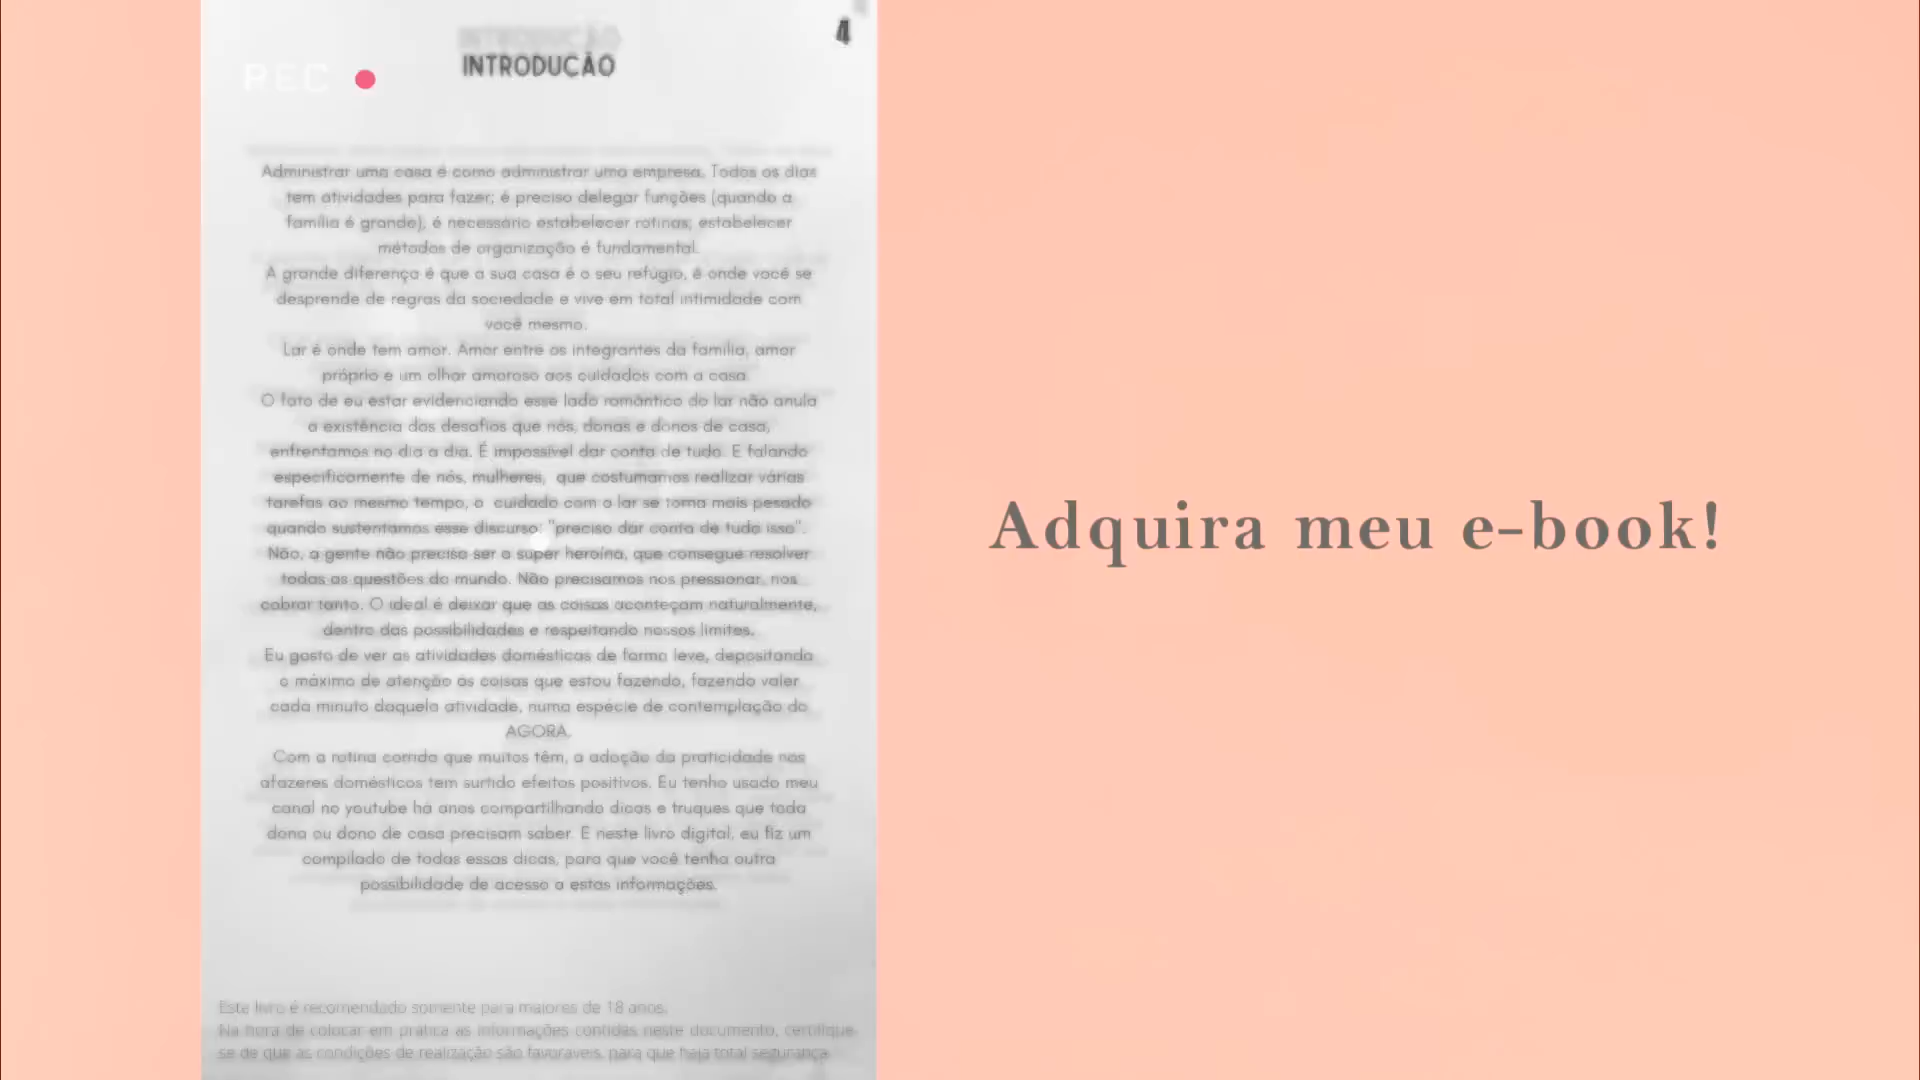 4
INTRODUÇÃO
REC
Administrar uma casa é como administrar uma empresa. Todos os dias
tem atividades para fazer; é preciso delegar funções (quando a
família é grande), é necessário estabelecer rotinas; estabelecer
métodos de organização é fundamental.
A grande diferença é que a sua casa é o seu refúgio, é onde você se
desprende de regras da sociedade e vive em total intimidade com
você mesmo.
Lar é onde tem amor. Amor entre os integrantes da família, amor
próprio e um olhar amoroso aos cuidados com a casa.
O fato de eu estar evidenciando esse lado romântico do lar não anula
a existência dos desafios que nós, donas e donos de casa,
enfrentamos no dia a dia. É impossível dar conta de tudo. E falando
especificamente de nós, mulheres, que costumamos realizar várias
tarefas ao mesmo tempo, o cuidado com o lar se torna mais pesado
quando sustentamos esse discurso: "preciso dar conta de tudo isso".
Não, a gente não precisa ser a super heroína, que consegue resolver
todas as questões do mundo. Não precisamos nos pressionar, nos
cobrar tanto. O ideal é deixar que as coisas aconteçam naturalmente,
dentro das possibilidades e respeitando nossos limites.
Eu gosto de ver as atividades domésticas de forma leve, depositando
o máximo de atenção às coisas que estou fazendo, fazendo valer
cada minuto daquela atividade, numa espécie de contemplação do
AGORA.
Com a rotina corrida que muitos têm, a adoção da praticidade nos
afazeres domésticos tem surtido efeitos positivos. Eu tenho usado meu
canal no youtube há anos compartilhando dicas e truques que toda
dona ou dono de casa precisam saber. E neste livro digital, eu fiz um
compilado de todas essas dicas, para que você tenha outra
possibilidade de acesso a estas informações.
Este livro é recomendado somente para maiores de 18 anos.
Na hora de colocar em prática as informações contidas neste documento, certifique-
se de que as condições de realização são favoráveis, para que haja total segurança
Adquira meu e-book!